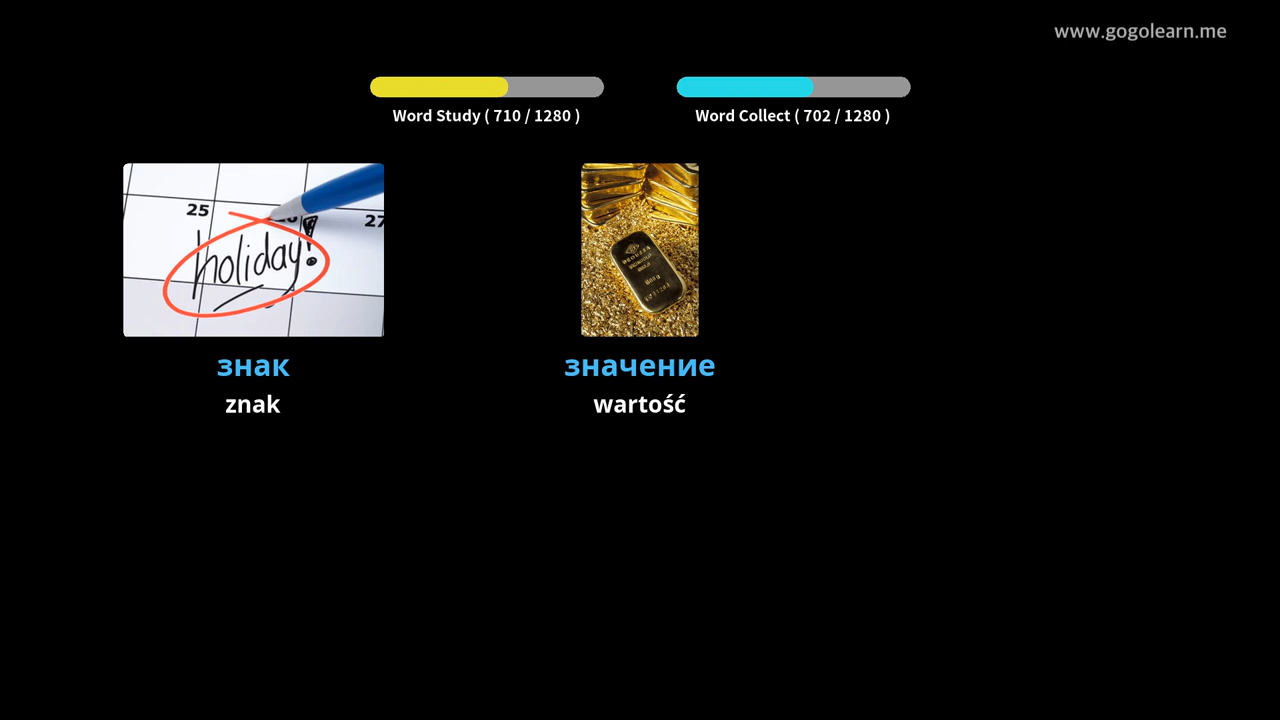 www.gogolearn.me
Word Study ( 710 / 1280 )
Word Collect ( 702 / 1280 )
25
27
holiday!
знак
znak
значение
wartość